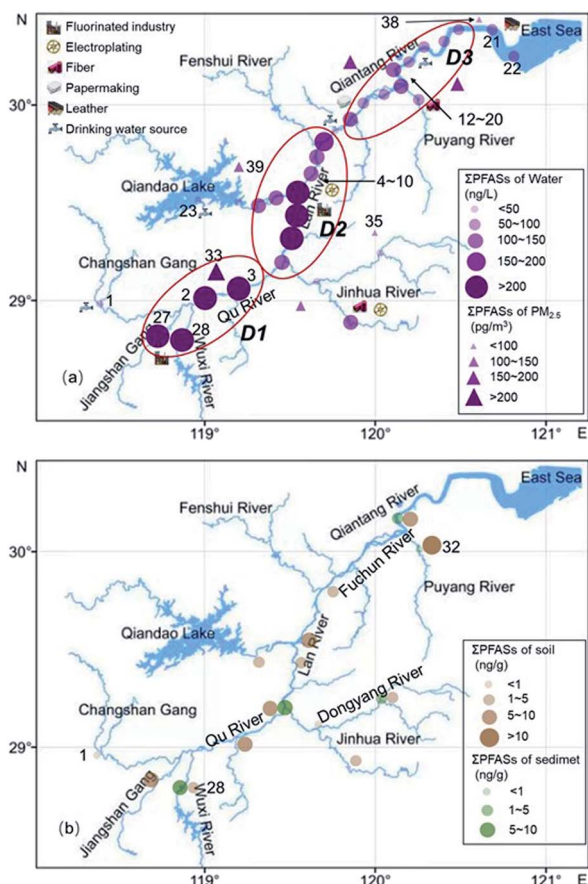 N
Fluorinated industry
Electroplating
Fiber
Papermaking
Leather
Drinking water source
Fenshui River
38
East Sea
Qiantang River
D3
21
22
30°
12~20
Puyang River
39
4~10
Qiandao Lake
Lan River
23
D2
35
Changshan Gang
33
3
2
1
Qu River
Jinhua River
29°
27
28
D1
Jiangshan Gang
Wuxi River
(a)
ΣPFASs of Water
(ng/L)
<50
50~100
100~150
150~200
>200
ΣPFASs of PM2.5
(pg/m³)
<100
100~150
150~200
>200
119°
120°
121°
E
N
East Sea
Fenshui River
Qiantang River
30°
32
Fuchun River
Puyang River
Qiandao Lake
Lan River
Changshan Gang
Dongyang River
Qu River
Jinhua River
29°
1
Jiangshan Gang
28
Wuxi River
(b)
ΣPFASs of soil
(ng/g)
<1
1~5
5~10
>10
ΣPFASs of sedimet
(ng/g)
<1
1~5
5~10
119°
120°
121°
E